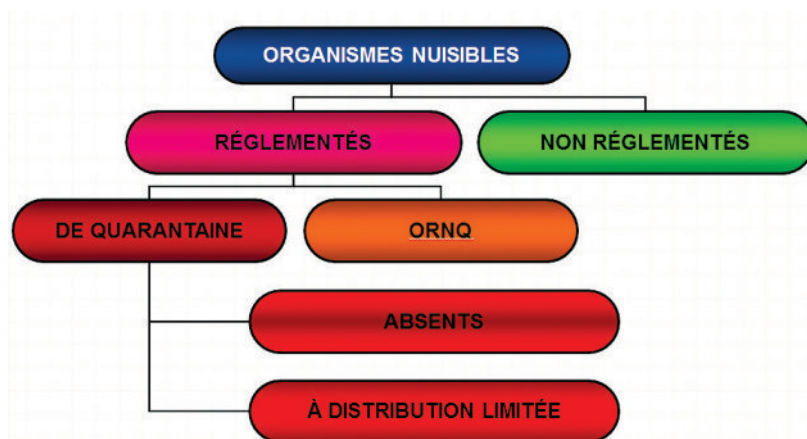 ORGANISMES NUISIBLES
RÉGLEMENTÉS
NON RÉGLEMENTÉS
DE QUARANTAINE
ORNQ
ABSENTS
À DISTRIBUTION LIMITÉE